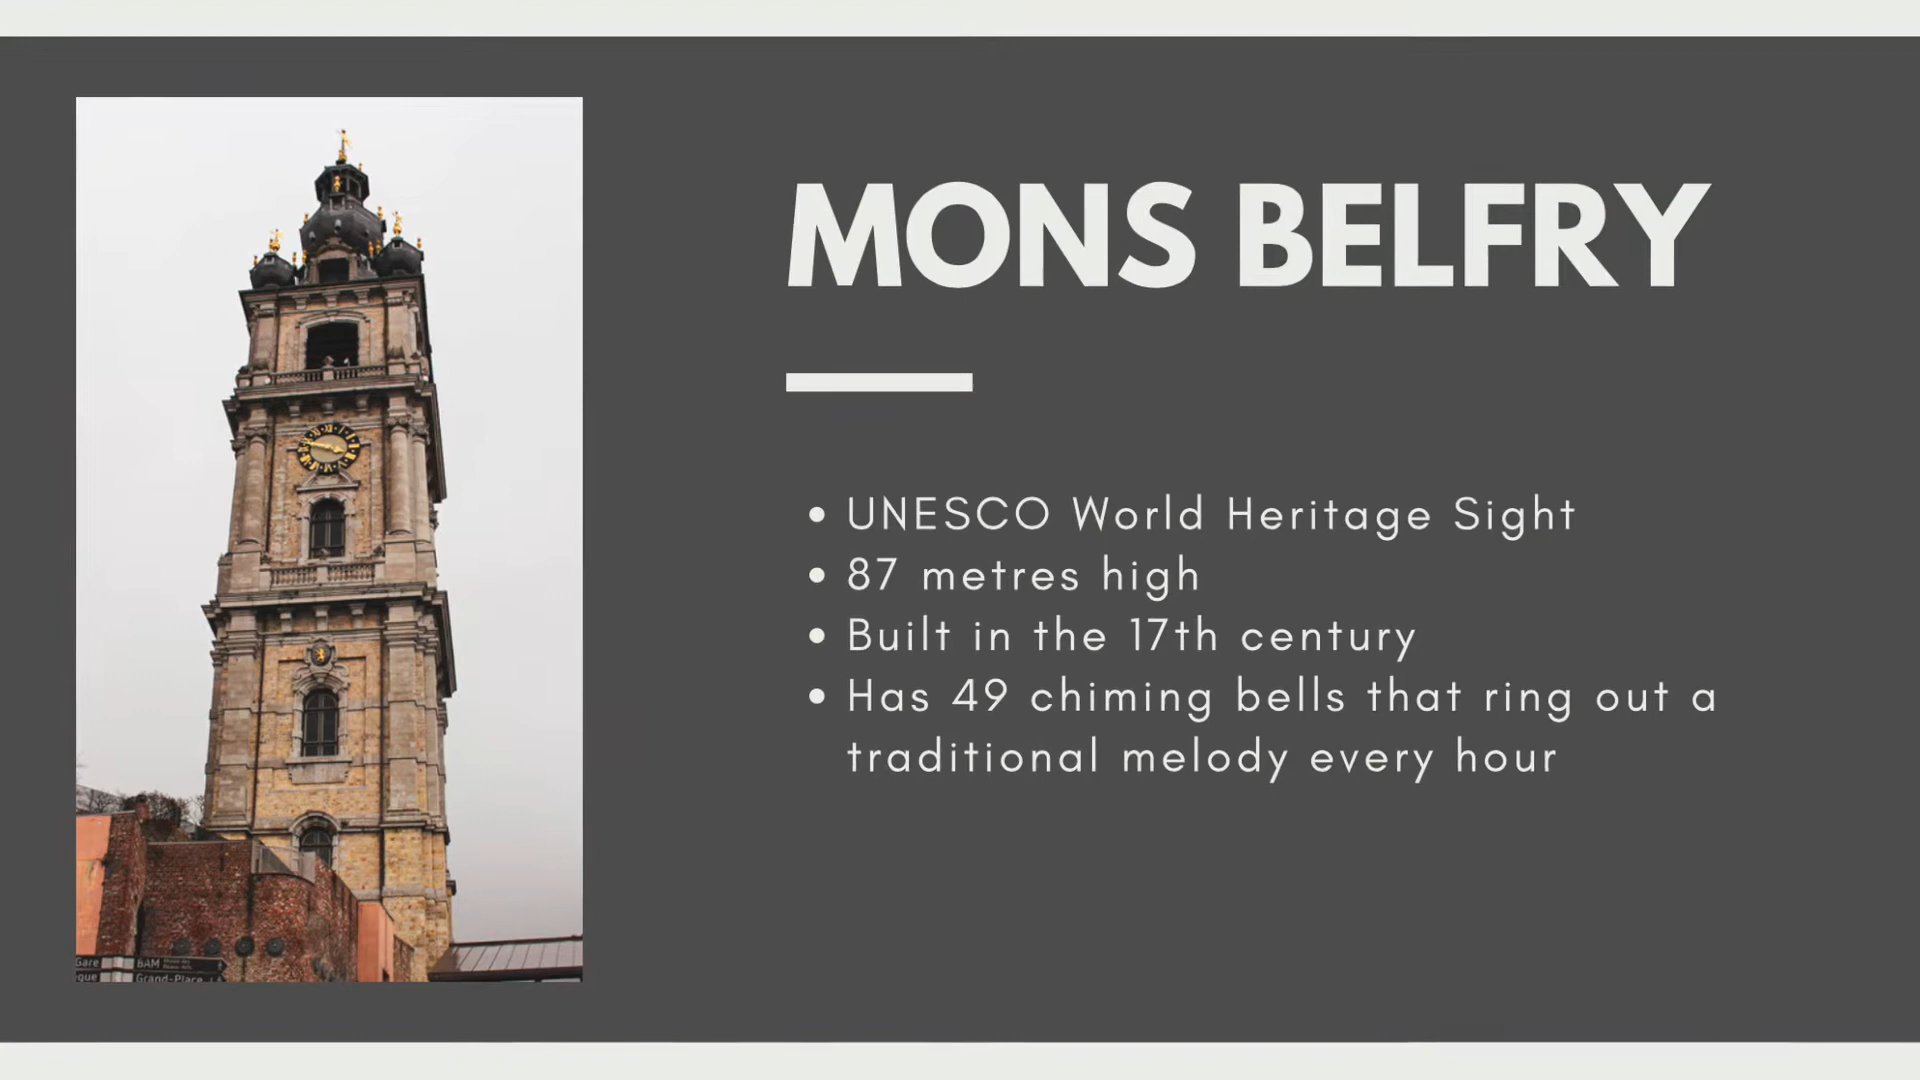 MONS BELFRY
• UNESCO World Heritage Sight
• 87 metres high
• Built in the 17th century
• Has 49 chiming bells that ring out a
traditional melody every hour
Gare
BAM
que
Grand-Place